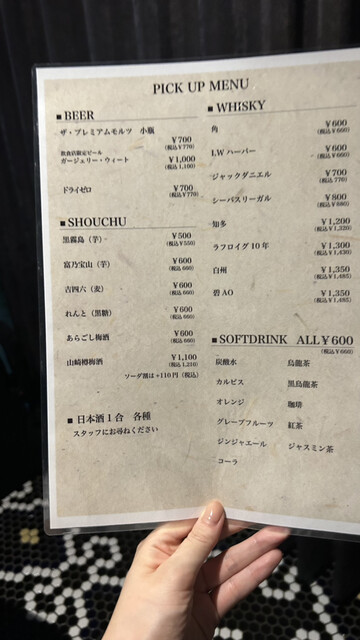 PICK UP MENU
■ BEER
ザ・プレミアムモルツ 小瓶
¥700
(税込¥770)
飲食店限定ビール
ガージェリー・ウィート
¥1,000
(税込1,100)
ドライゼロ
¥700
(税込¥770)
■ SHOUCHU
黒霧島（芋）
¥500
(税込¥550)
富乃宝山（芋）
¥600
(税込 660)
吉四六（麦）
¥600
(税込 660)
れんと（黒糖）
¥600
(税込 660)
あらごし梅酒
¥600
(税込 660)
山崎樽梅酒
¥1,100
(税込 1,210)
ソーダ割は+110円（税込）
■ 日本酒1合 各種
スタッフにお尋ねください
■ WHISKY
角
¥600
(税込¥660)
I.Wハーパー
¥600
(税込¥660)
ジャックダニエル
¥700
(税込 770)
シーバスリーガル
¥800
(税込¥880)
知多
¥1,200
(税込¥1,320)
ラフロイグ10年
¥1,300
(税込¥1,430)
白州
¥1,350
(税込¥1,485)
碧AO
¥1,350
(税込¥1,485)
■ SOFTDRINK ALL¥600
(税込¥660)
炭酸水 烏龍茶
カルピス 黒烏龍茶
オレンジ 珈琲
グレープフルーツ 紅茶
ジンジャエール ジャスミン茶
コーラ